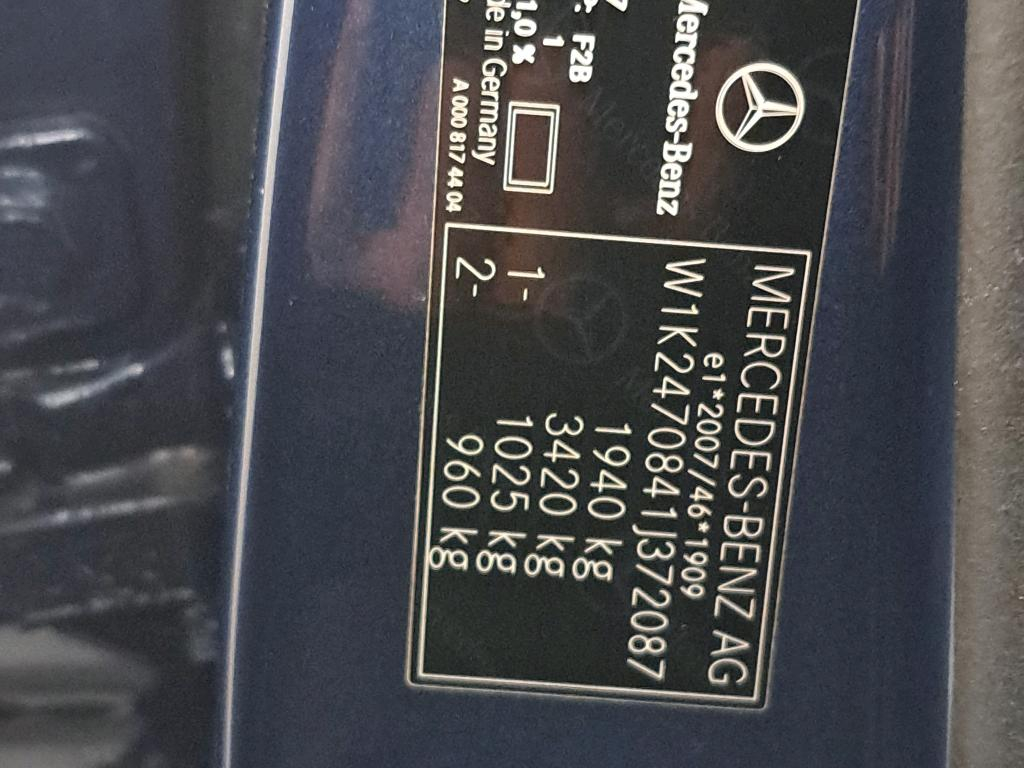 Mercedes-Benz
7
F2B
1
1,0 X
in Germany
A 000 817 44 04
MERCEDES-BENZ AG
e1*2007/46*1909
W1K2470841J372087
1940 kg
3420 kg
1- 1025 kg
2- 960 kg